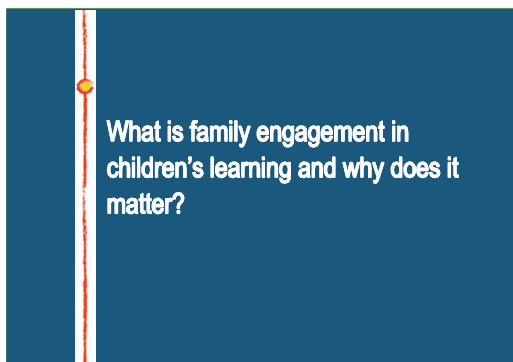 What is family engagement in
children’s learning and why does it
matter?